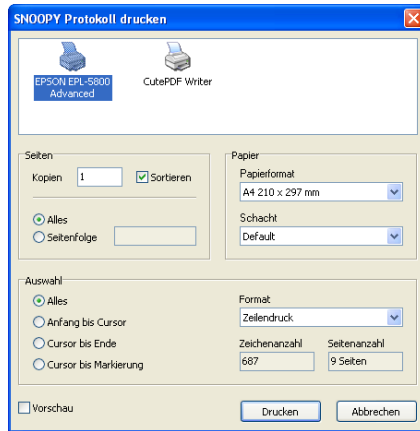 SNOOPY Protokoll drucken
EPSON EPL-5800
Advanced
CutePDF Writer
Seiten
Kopien
1
Sortieren
Alles
Seitenfolge
Papier
Papierformat
A4 210 x 297 mm
Schacht
Default
Auswahl
Alles
Anfang bis Cursor
Cursor bis Ende
Cursor bis Markierung
Format
Zeilendruck
Zeichenanzahl
Seitenanzahl
687
9 Seiten
Vorschau
Drucken
Abbrechen